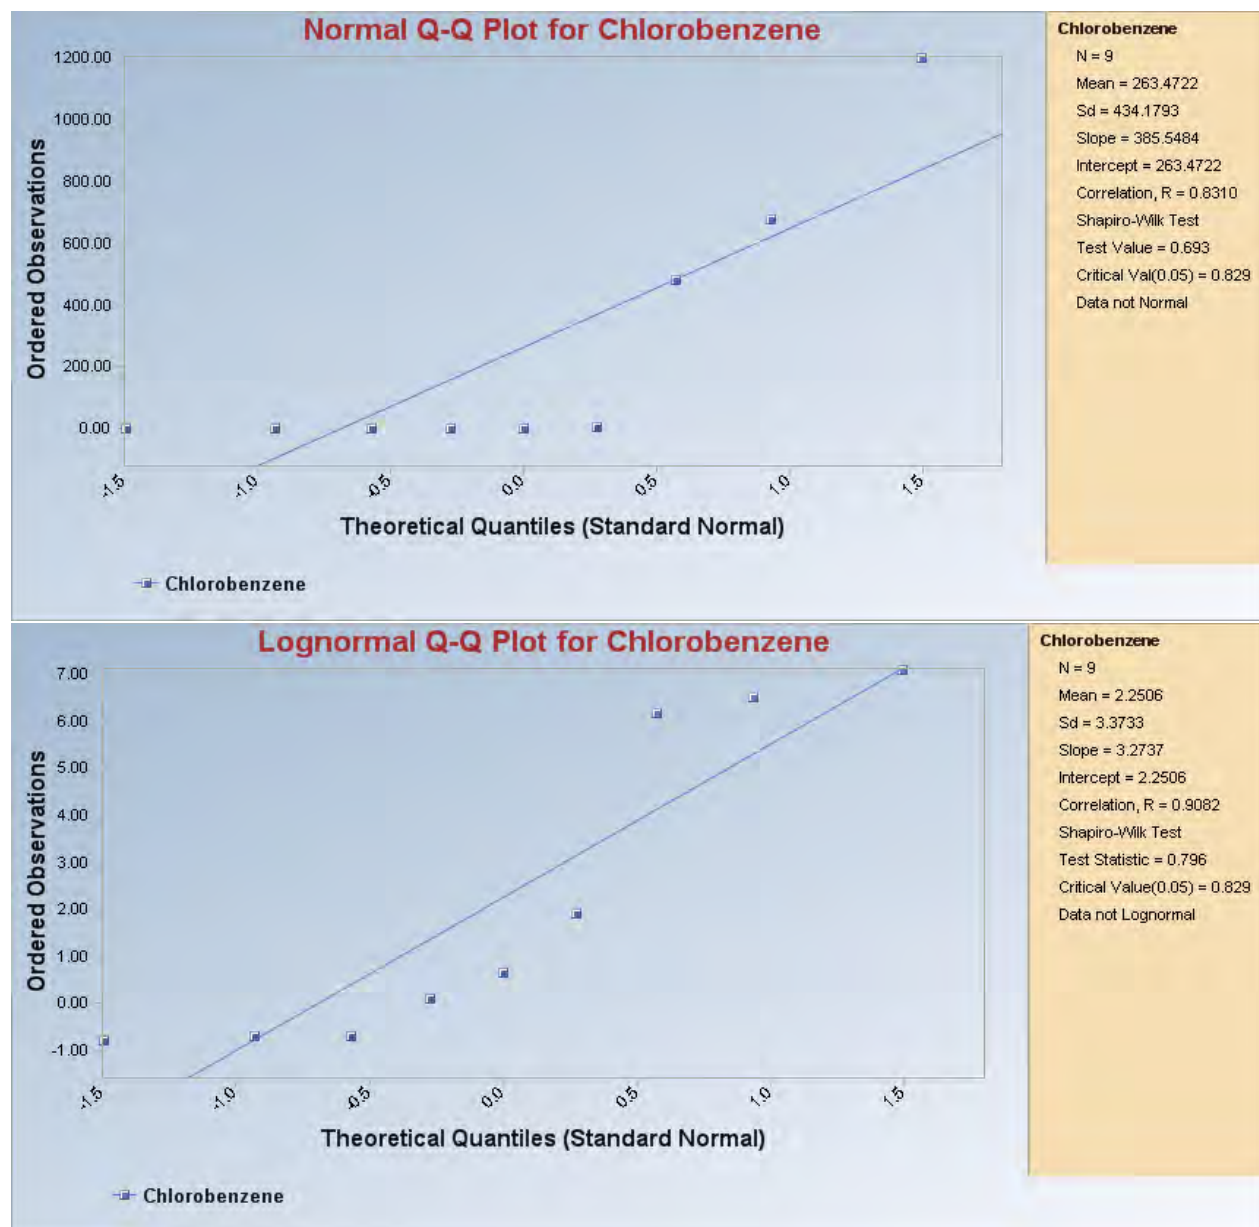 Normal Q-Q Plot for Chlorobenzene
1200.00
1000.00
800.00
600.00
400.00
200.00
0.00
Ordered Observations
-1.5
-1.0
-0.5
0.0
0.5
1.0
1.5
Theoretical Quantiles (Standard Normal)
Chlorobenzene
Chlorobenzene
N = 9
Mean = 263.4722
Sd = 434.1793
Slope = 385.5484
Intercept = 263.4722
Correlation, R = 0.8310
Shapiro-Wilk Test
Test Value = 0.693
Critical Val(0.05) = 0.829
Data not Normal
Lognormal Q-Q Plot for Chlorobenzene
7.00
6.00
5.00
4.00
3.00
2.00
1.00
0.00
-1.00
Ordered Observations
-1.5
-1.0
-0.5
0.0
0.5
1.0
1.5
Theoretical Quantiles (Standard Normal)
Chlorobenzene
Chlorobenzene
N = 9
Mean = 2.2506
Sd = 3.3733
Slope = 3.2737
Intercept = 2.2506
Correlation, R = 0.9082
Shapiro-Wilk Test
Test Statistic = 0.796
Critical Value(0.05) = 0.829
Data not Lognormal